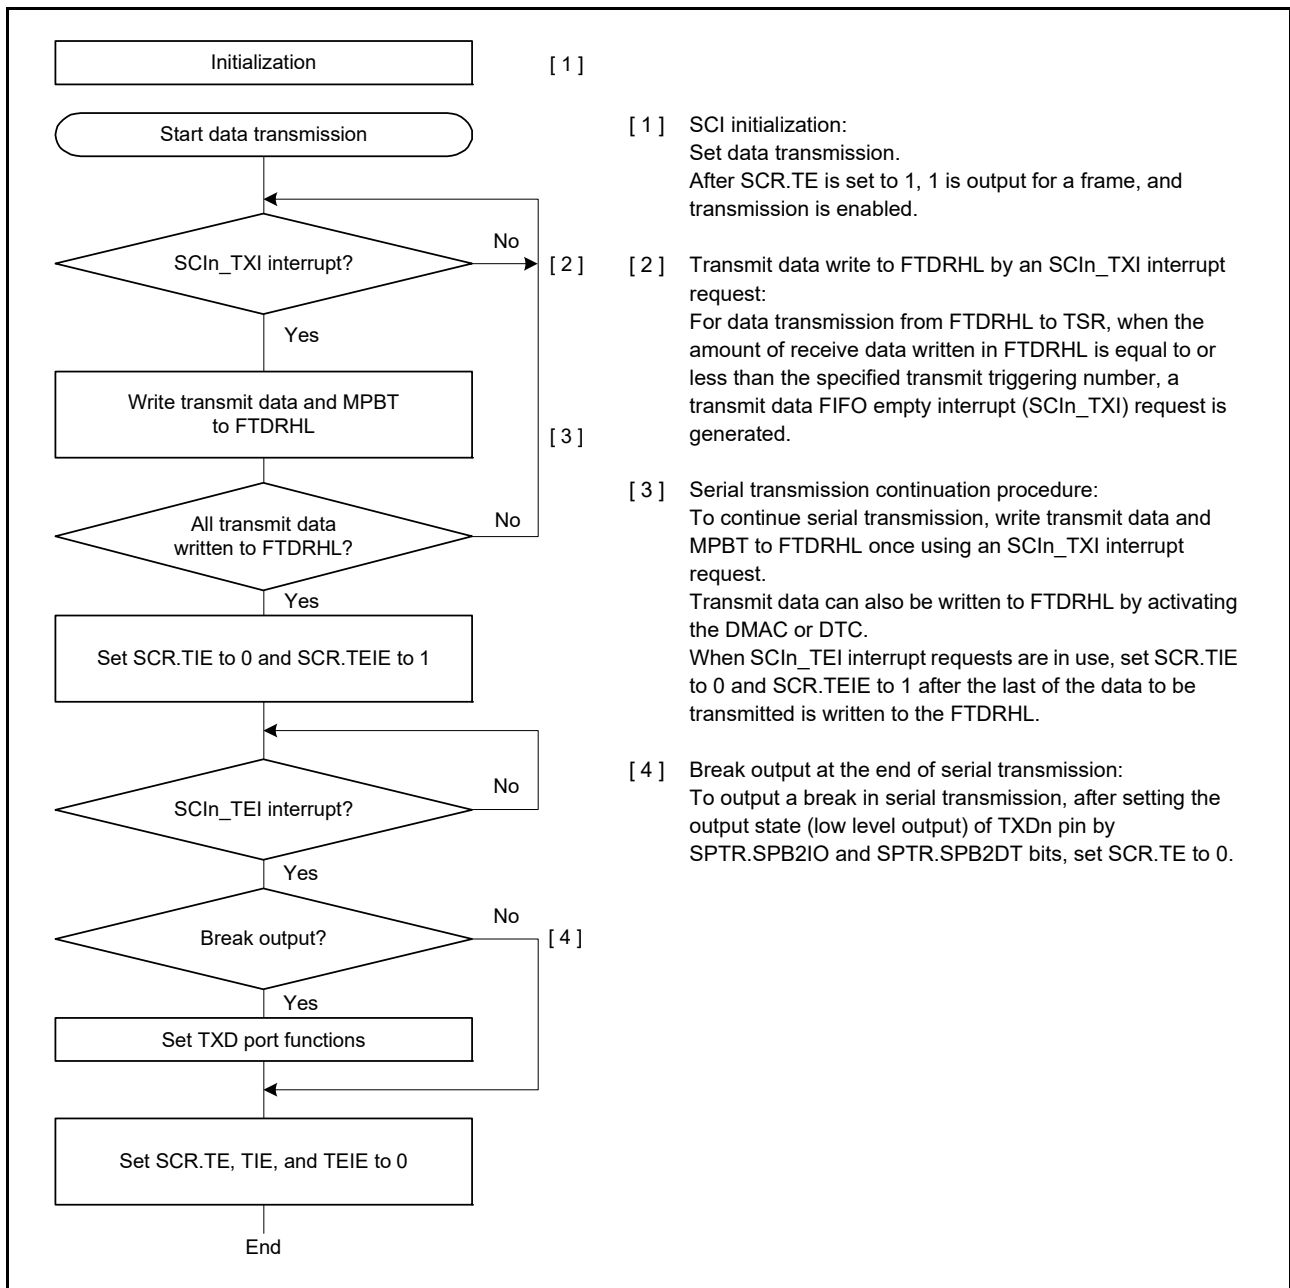 Initialization
[ 1 ]
Start data transmission
SCIn_TXI interrupt?
No
[ 2 ]
Yes
Write transmit data and MPBT
to FTDRHL
[ 3 ]
All transmit data
written to FTDRHL?
No
Yes
Set SCR.TIE to 0 and SCR.TEIE to 1
SCIn_TEI interrupt?
No
Yes
Break output?
No
[ 4 ]
Yes
Set TXD port functions
Set SCR.TE, TIE, and TEIE to 0
End
[ 1 ] SCI initialization:
Set data transmission.
After SCR.TE is set to 1, 1 is output for a frame, and
transmission is enabled.
[ 2 ] Transmit data write to FTDRHL by an SCIn_TXI interrupt
request:
For data transmission from FTDRHL to TSR, when the
amount of receive data written in FTDRHL is equal to or
less than the specified transmit triggering number, a
transmit data FIFO empty interrupt (SCIn_TXI) request is
generated.
[ 3 ] Serial transmission continuation procedure:
To continue serial transmission, write transmit data and
MPBT to FTDRHL once using an SCIn_TXI interrupt
request.
Transmit data can also be written to FTDRHL by activating
the DMAC or DTC.
When SCIn_TEI interrupt requests are in use, set SCR.TIE
to 0 and SCR.TEIE to 1 after the last of the data to be
transmitted is written to the FTDRHL.
[ 4 ] Break output at the end of serial transmission:
To output a break in serial transmission, after setting the
output state (low level output) of TXDn pin by
SPTR.SPB2IO and SPTR.SPB2DT bits, set SCR.TE to 0.